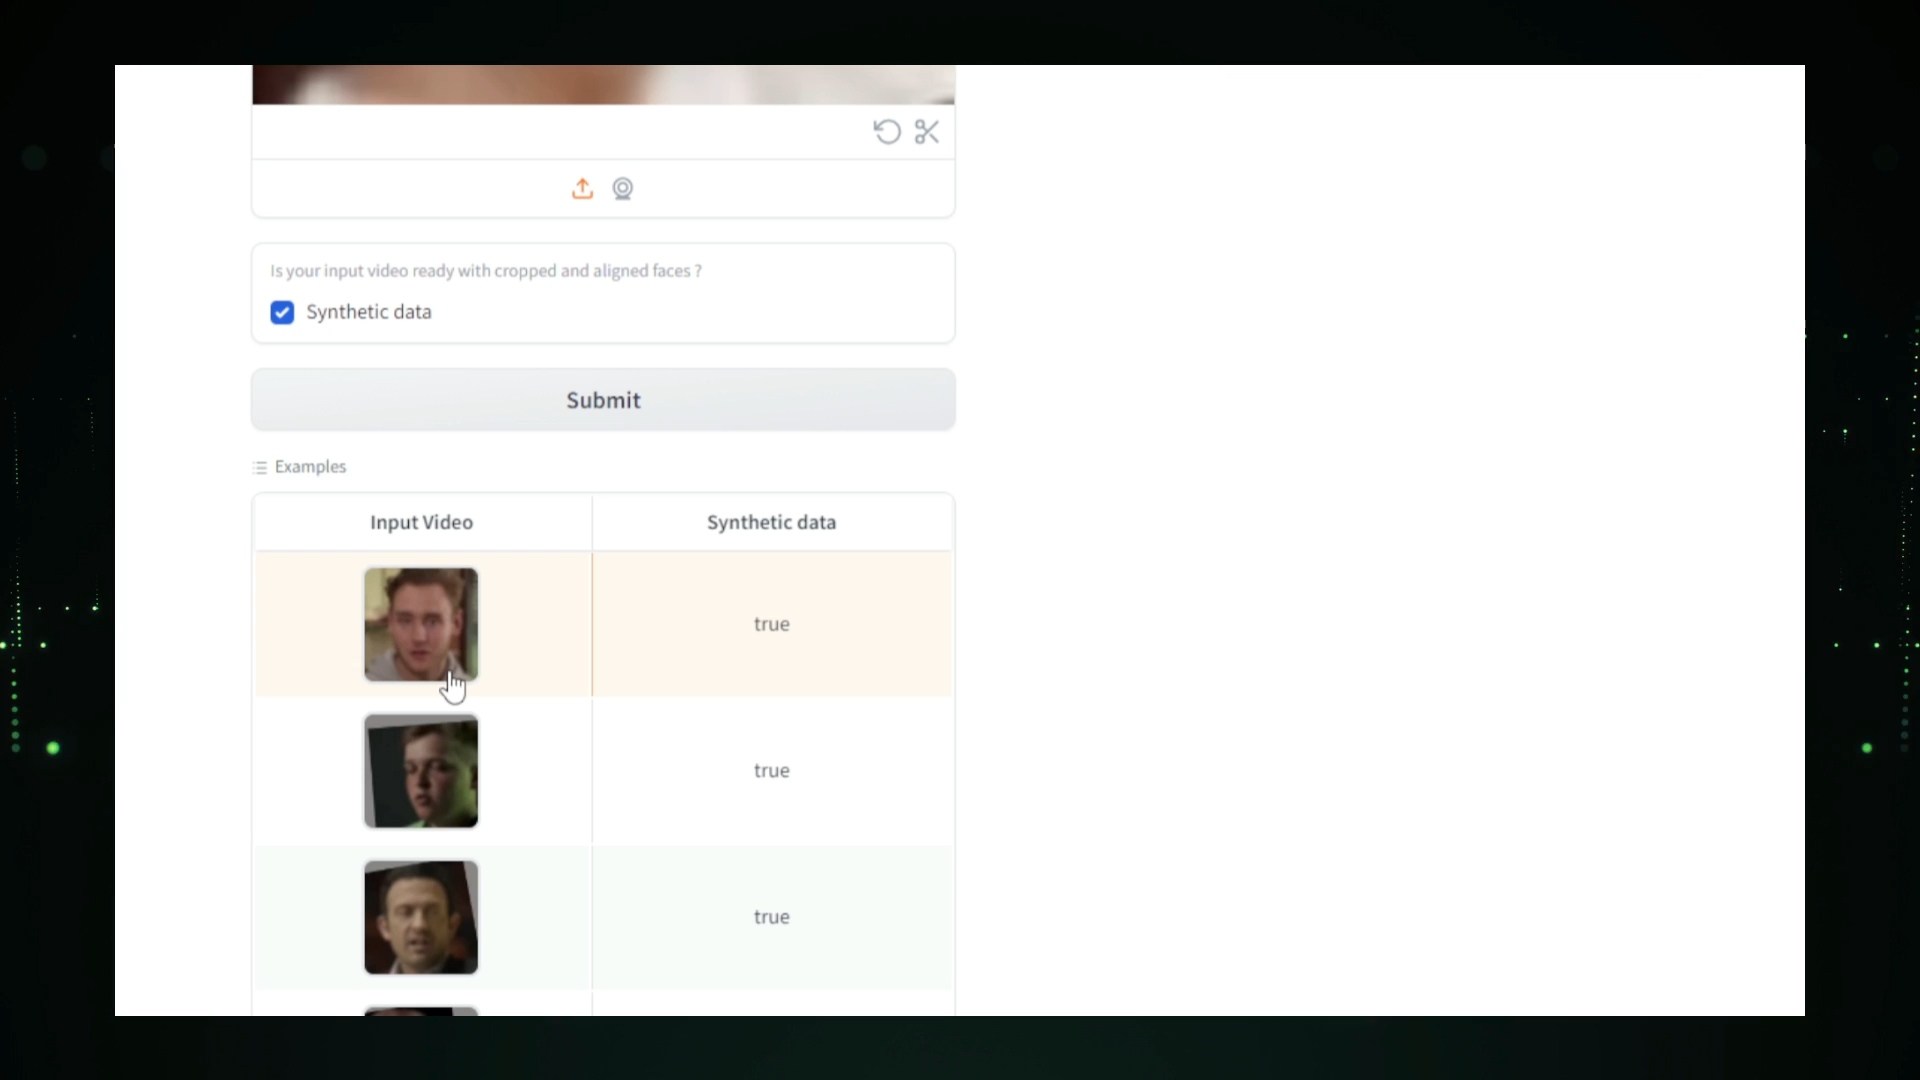 Is your input video ready with cropped and aligned faces ?
Synthetic data
Submit
Examples
Input Video Synthetic data
true
true
true